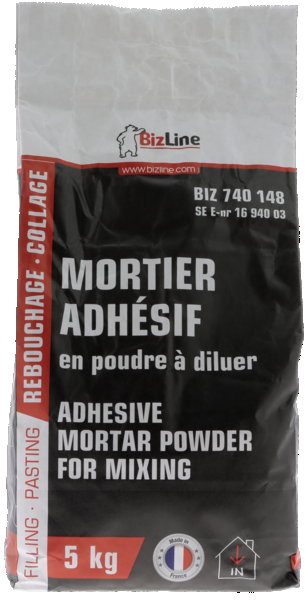 BizLine
www.bizline.com
BIZ 740 148
SE E-nr 16 940 03
REBOUCHAGE · COLLAGE
FILLING · PASTING
MORTIER
ADHÉSIF
en poudre à diluer
ADHESIVE
MORTAR POWDER
FOR MIXING
5 kg
Made in
France
IN